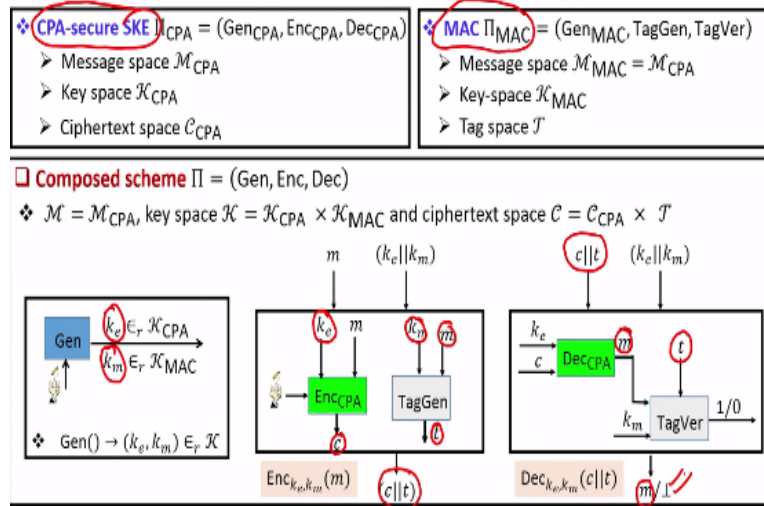 ❖ CPA-secure SKE Π_CPA = (Gen_CPA, Enc_CPA, Dec_CPA)
➢ Message space ℳ_CPA
➢ Key space 𝒦_CPA
➢ Ciphertext space 𝒞_CPA
❖ MAC Π_MAC = (Gen_MAC, TagGen, TagVer)
➢ Message space ℳ_MAC = ℳ_CPA
➢ Key-space 𝒦_MAC
➢ Tag space 𝒯
❑ Composed scheme Π = (Gen, Enc, Dec)
❖ ℳ = ℳ_CPA, key space 𝒦 = 𝒦_CPA × 𝒦_MAC and ciphertext space 𝒞 = 𝒞_CPA × 𝒯
Gen
k_e ∈_r 𝒦_CPA
k_m ∈_r 𝒦_MAC
❖ Gen() → (k_e, k_m) ∈_r 𝒦
m
(k_e||k_m)
k_e
m
k_m
m
Enc_CPA
TagGen
c
t
Enc_{k_e,k_m}(m)
(c||t)
c||t
(k_e||k_m)
k_e
c
Dec_CPA
m
t
k_m
TagVer
1/0
Dec_{k_e,k_m}(c||t)
m/⊥